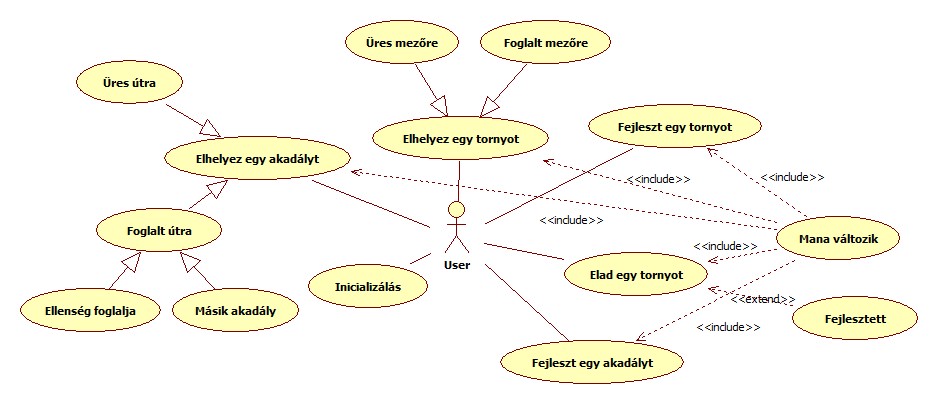 Üres mezőre
Foglalt mezőre
Üres útra
Elhelyez egy tornyot
Fejleszt egy tornyot
Elhelyez egy akadályt
<<include>>
<<include>>
<<include>>
Foglalt útra
Mana változik
<<include>>
User
Elad egy tornyot
Inicializálás
<<extend>>
Ellenség foglalja
Másik akadály
Fejlesztett
<<include>>
Fejleszt egy akadályt